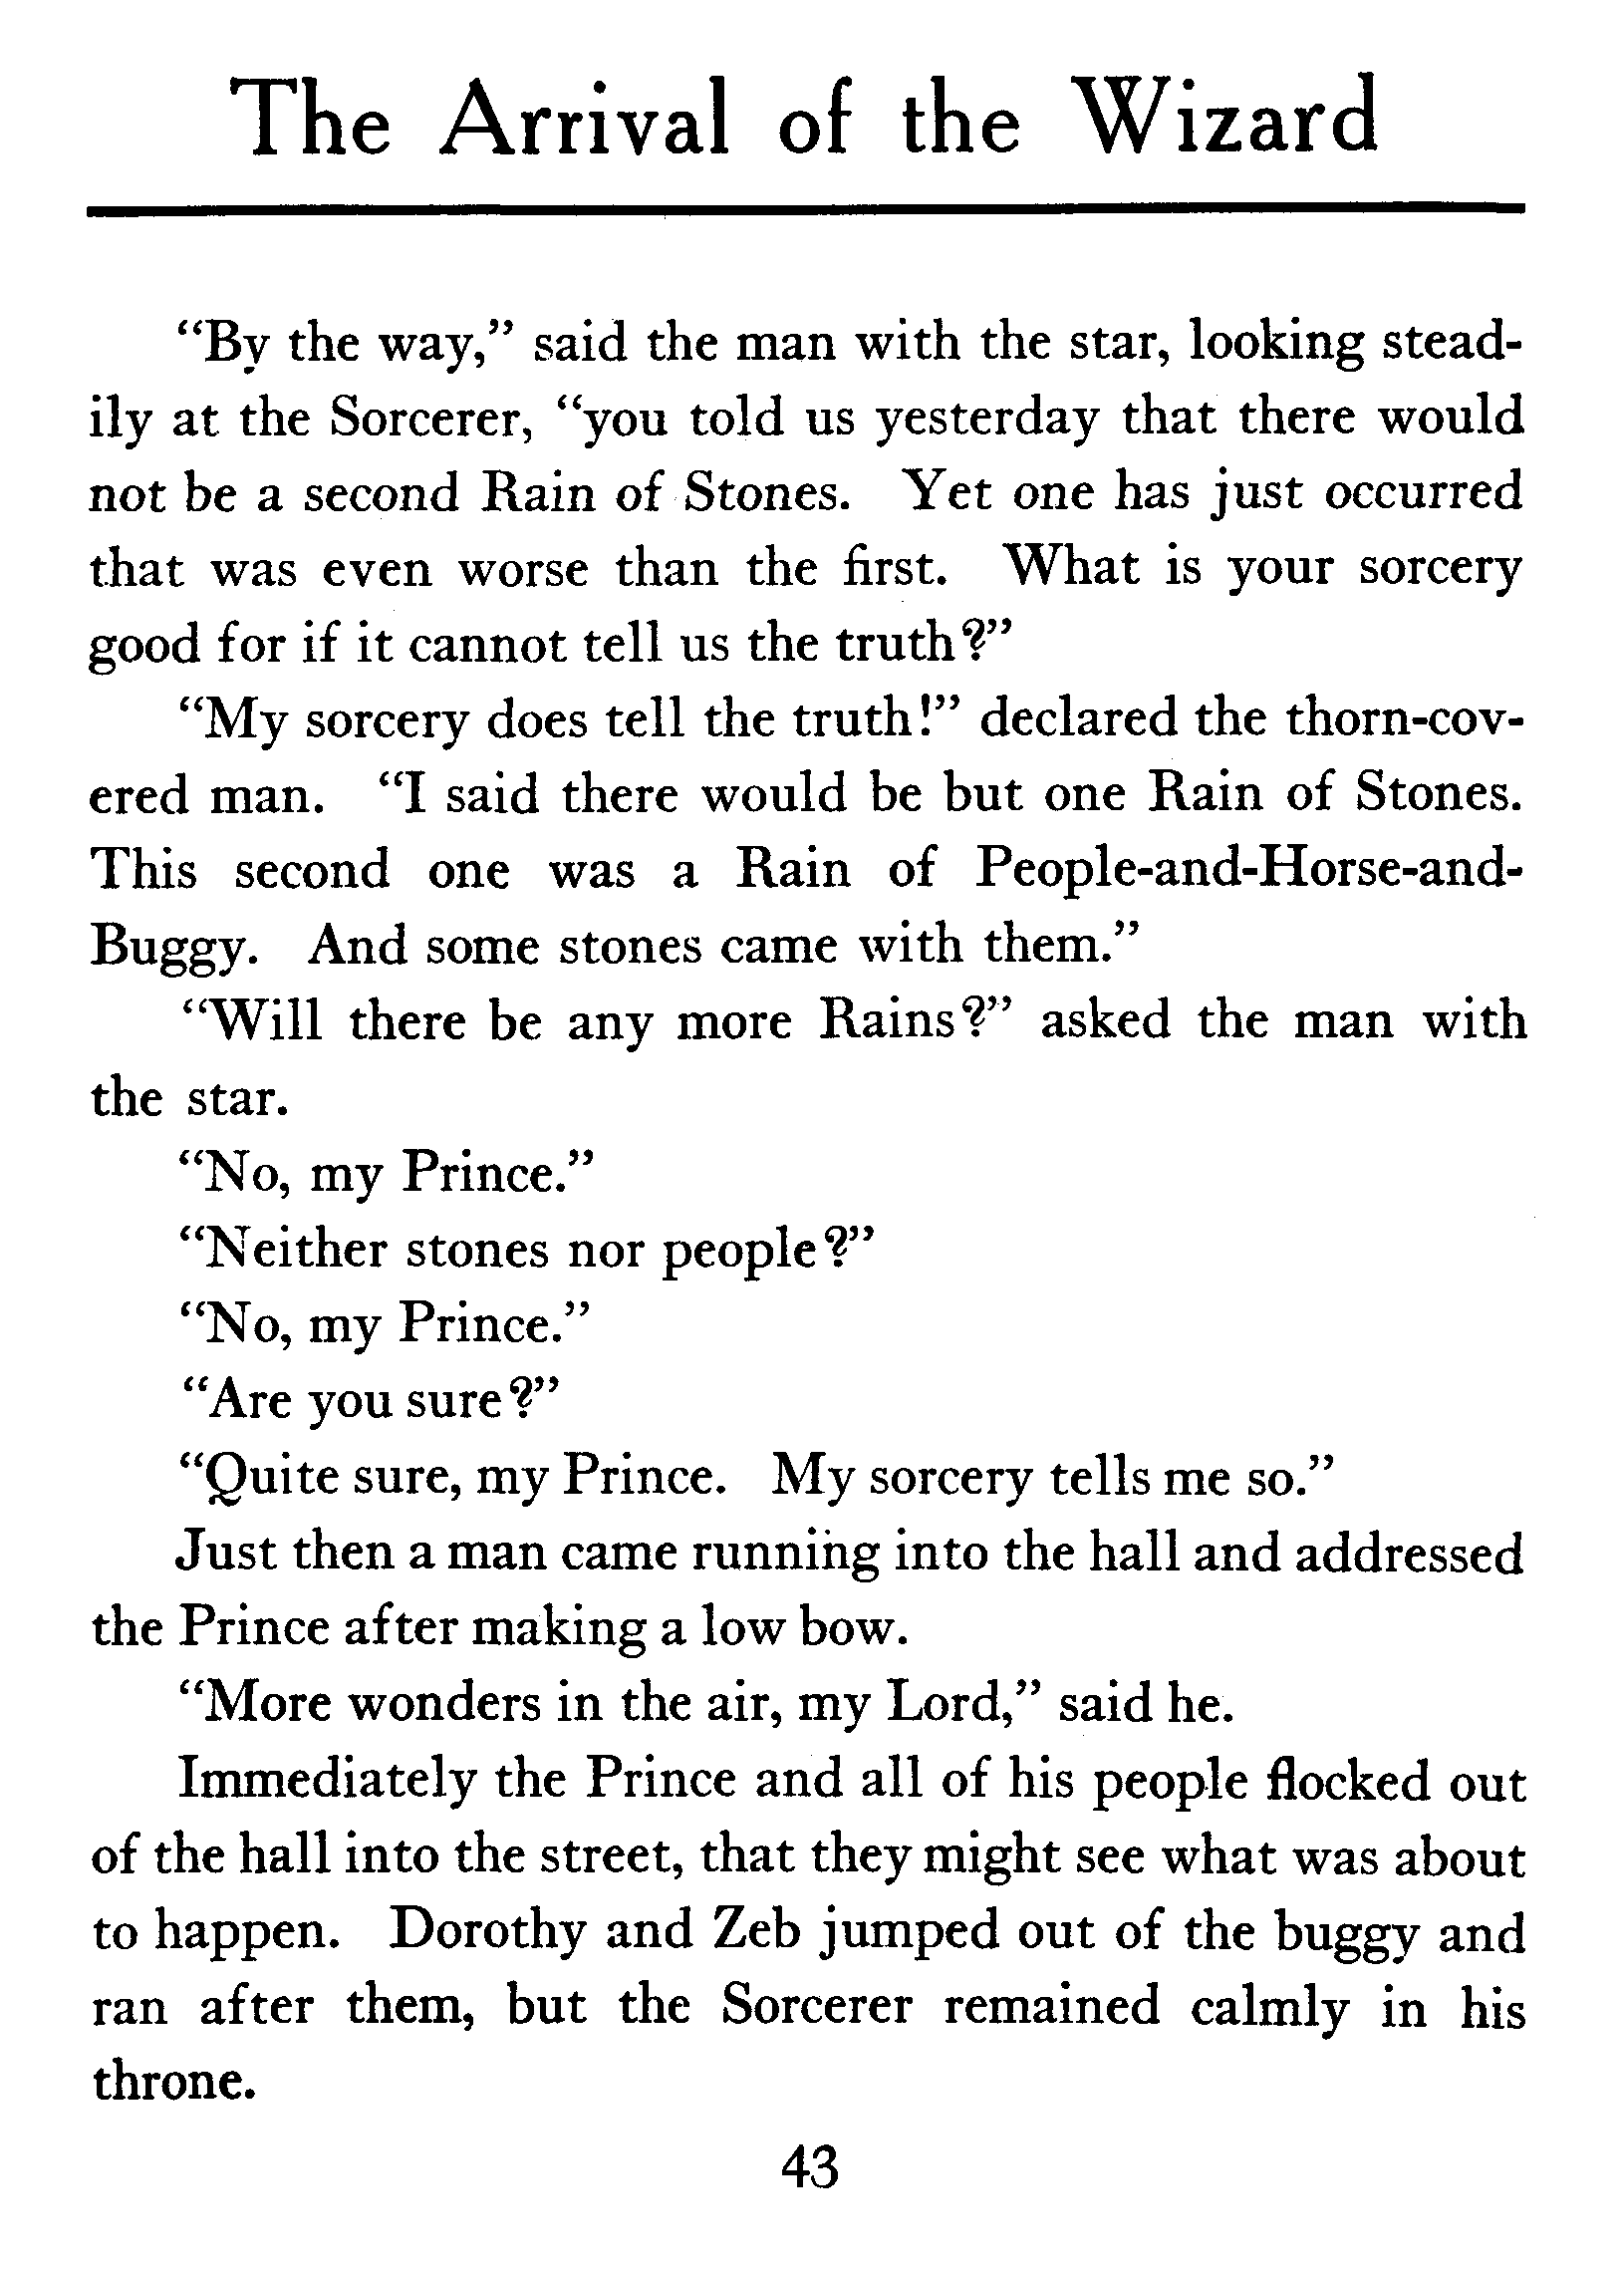 The Arrival of the Wizard
“By the way,” said the man with the star, looking stead-
ily at the Sorcerer, “you told us yesterday that there would
not be a second Rain of Stones. Yet one has just occurred
that was even worse than the first. What is your sorcery
good for if it cannot tell us the truth?”
“My sorcery does tell the truth!” declared the thorn-cov-
ered man. “I said there would be but one Rain of Stones.
This second one was a Rain of People-and-Horse-and-
Buggy. And some stones came with them.”
“Will there be any more Rains?” asked the man with
the star.
“No, my Prince.”
“Neither stones nor people?”
“No, my Prince.”
“Are you sure?”
“Quite sure, my Prince. My sorcery tells me so.”
Just then a man came running into the hall and addressed
the Prince after making a low bow.
“More wonders in the air, my Lord,” said he.
Immediately the Prince and all of his people flocked out
of the hall into the street, that they might see what was about
to happen. Dorothy and Zeb jumped out of the buggy and
ran after them, but the Sorcerer remained calmly in his
throne.
43